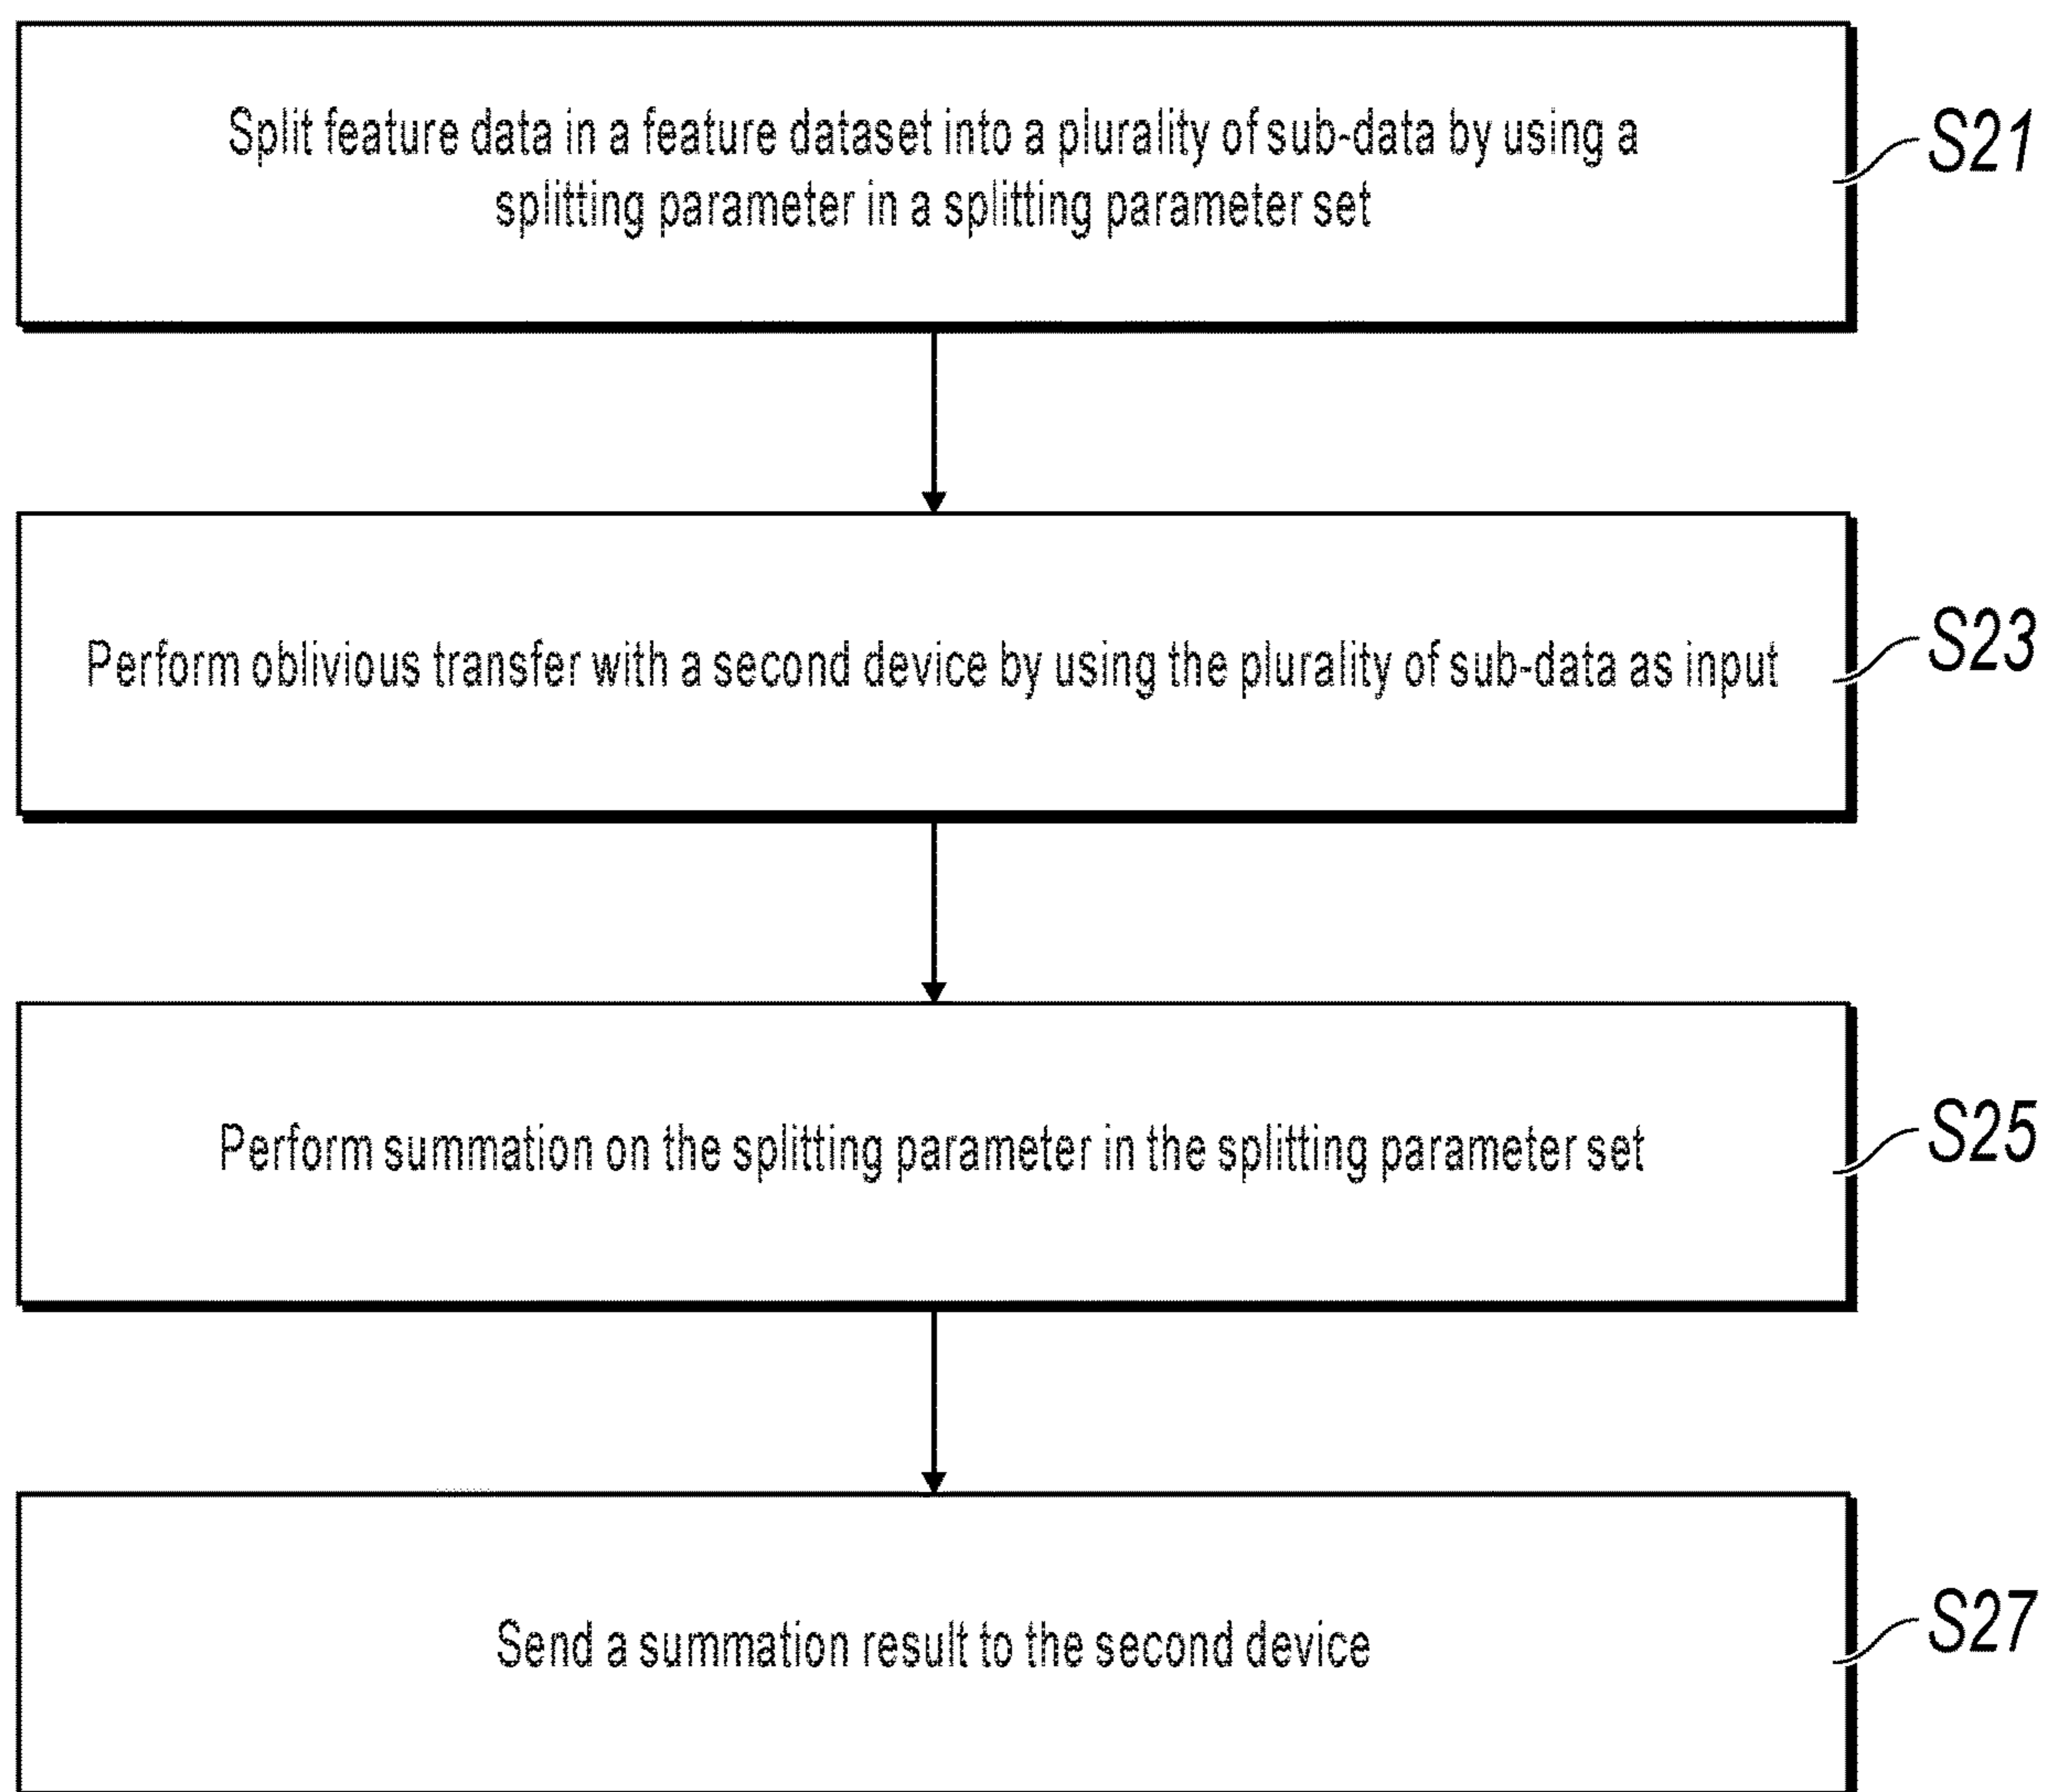 Split feature data in a feature dataset into a plurality of sub-data by using a
splitting parameter in a splitting parameter set
S21
Perform oblivious transfer with a second device by using the plurality of sub-data as input
S23
Perform summation on the splitting parameter in the splitting parameter set
S25
Send a summation result to the second device
S27